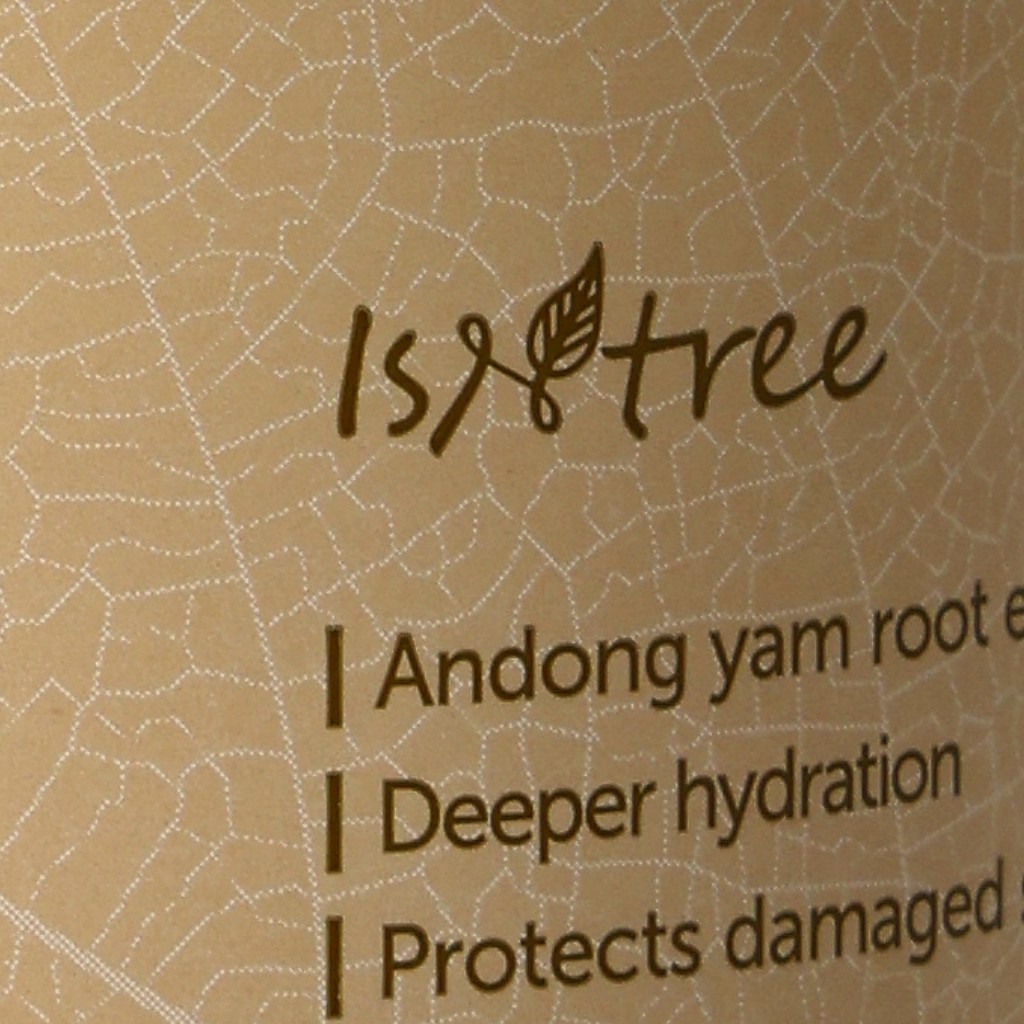 Isntree
Andong yam root
Deeper hydration
Protects damaged